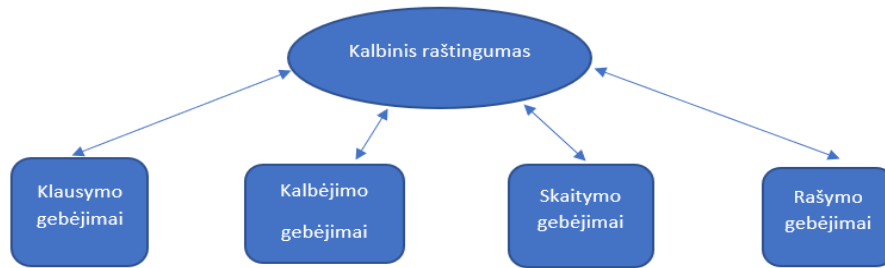 Kalbinis raštingumas
Klausymo
gebėjimai
Kalbėjimo
gebėjimai
Skaitymo
gebėjimai
Rašymo
gebėjimai